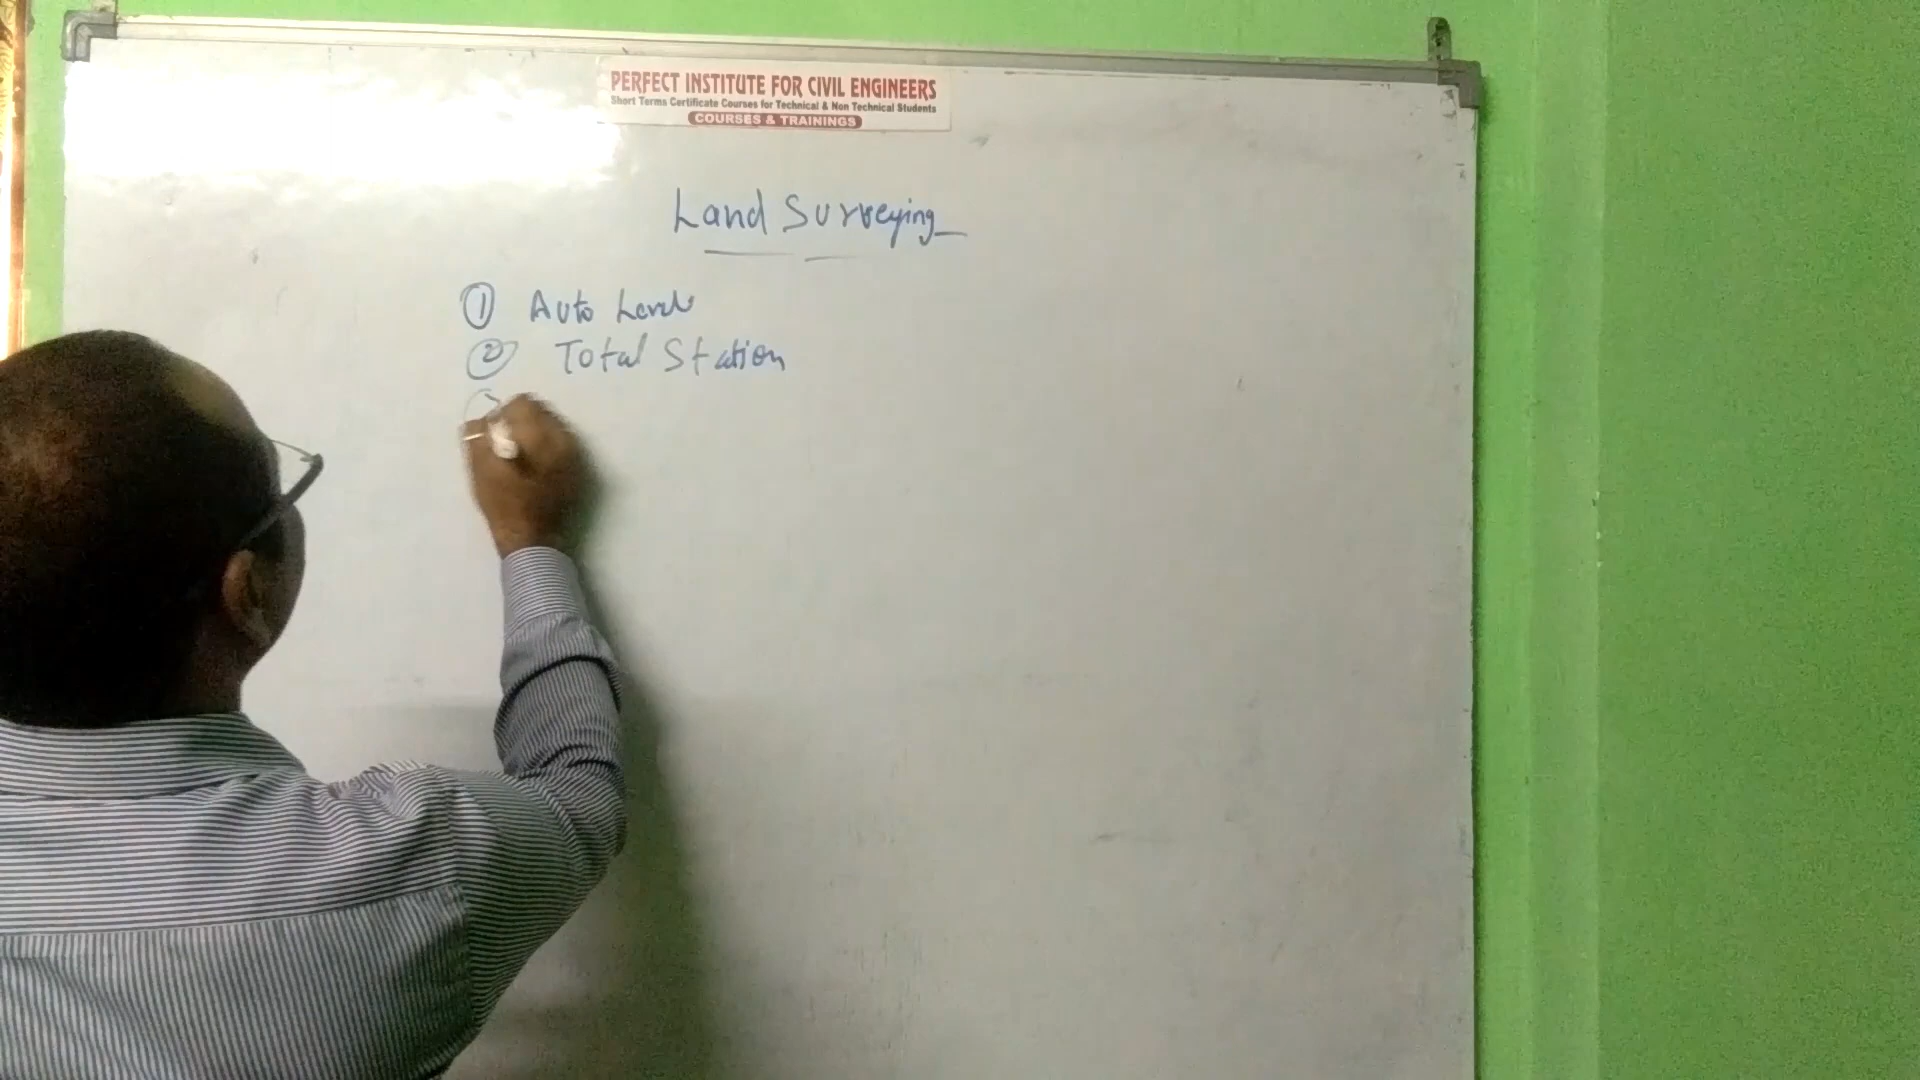 PERFECT INSTITUTE FOR CIVIL ENGINEERS
Short Terms Certificate Courses for Technical & Non Technical Students
COURSES & TRAININGS
Land Surveying
① Auto Level
② Total Station